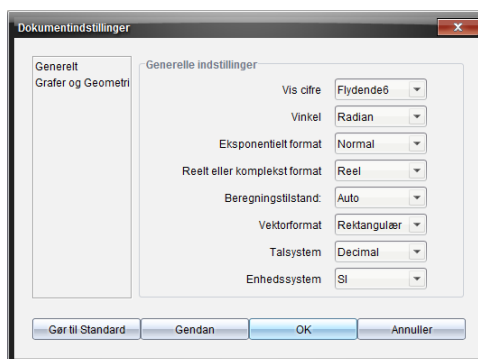 Dokumentindstillinger
Generelt
Grafer og Geometri
Generelle indstillinger
Vis cifre Flydende6
Vinkel Radian
Eksponentielt format Normal
Reelt eller komplekst format Reel
Beregningstilstand: Auto
Vektorformat Rektangulær
Talsystem Decimal
Enhedssystem SI
Gør til Standard Gendan OK Annuller